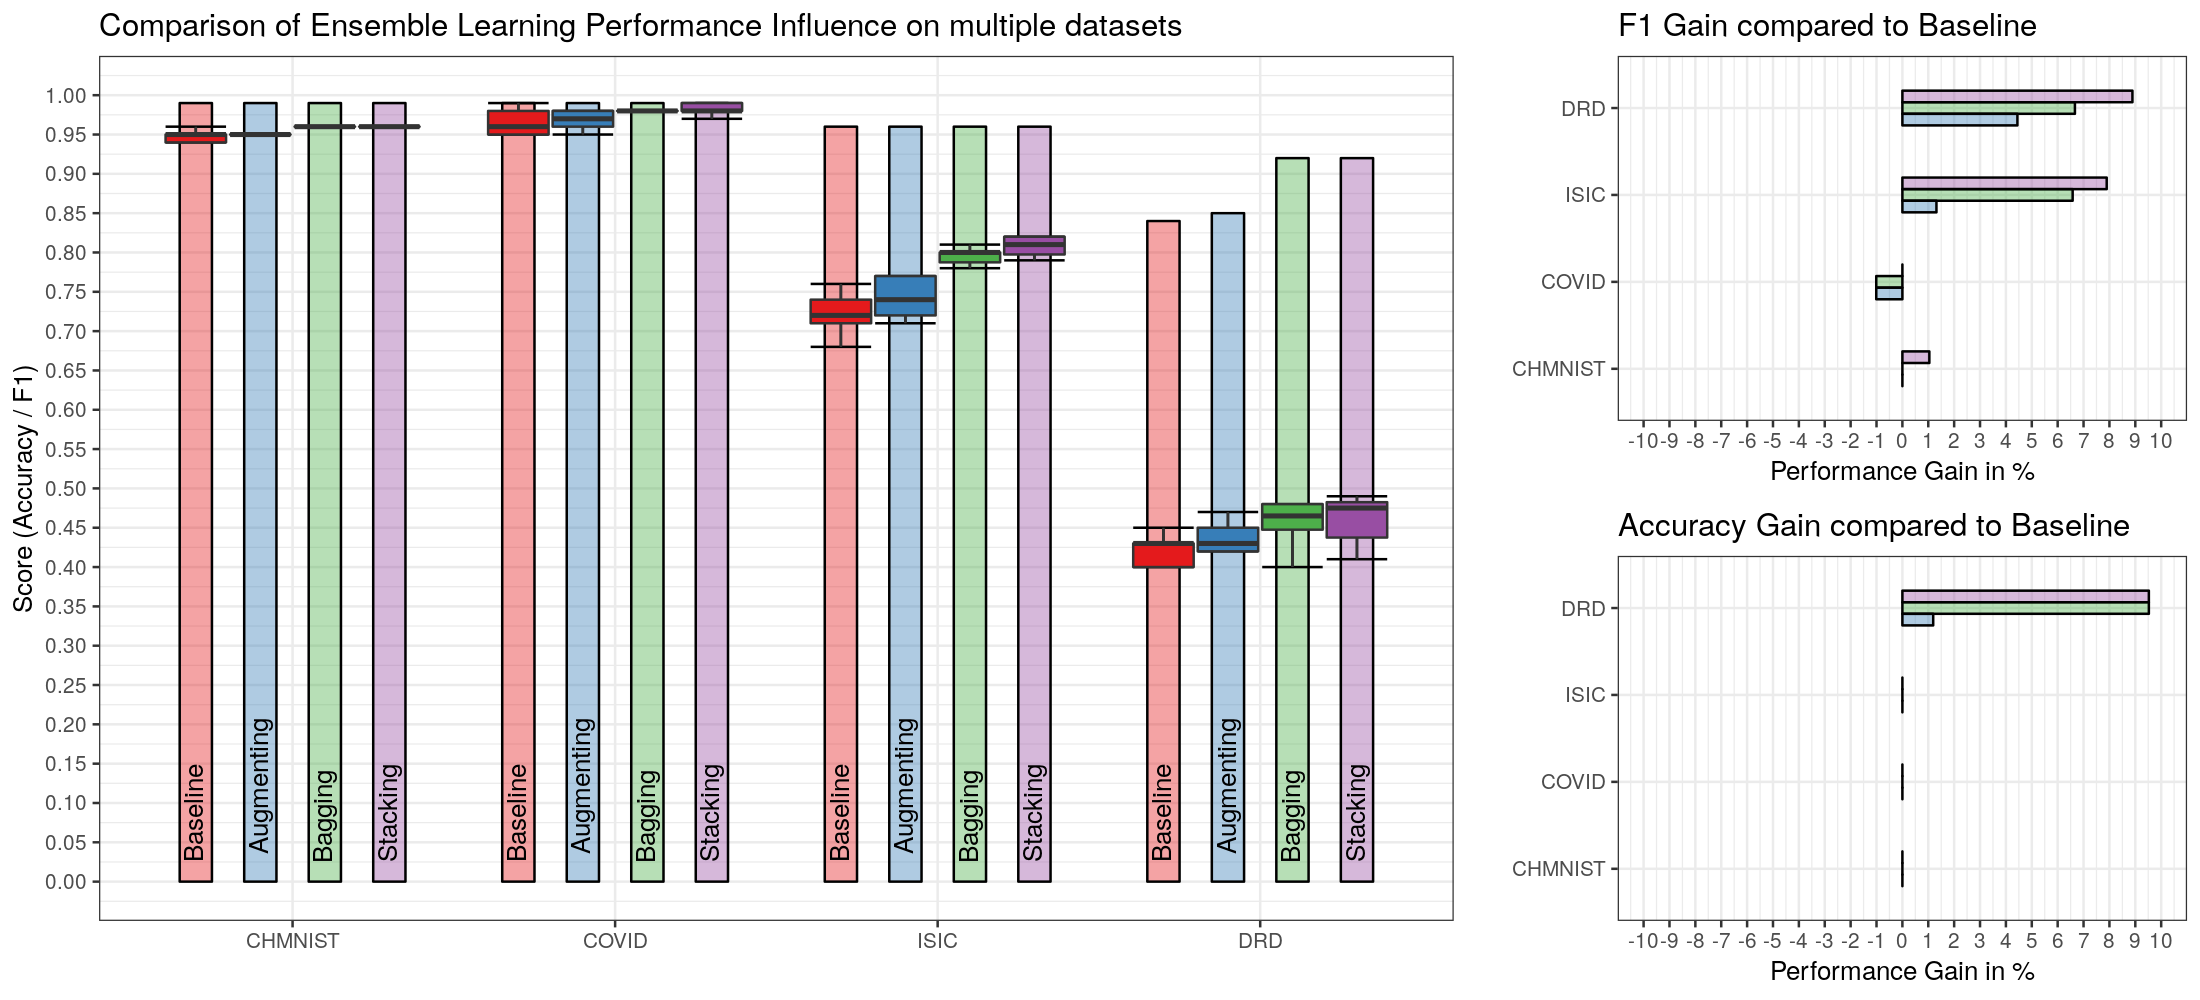 Comparison of Ensemble Learning Performance Influence on multiple datasets
Score (Accuracy / F1)
1.00
0.95
0.90
0.85
0.80
0.75
0.70
0.65
0.60
0.55
0.50
0.45
0.40
0.35
0.30
0.25
0.20
0.15
0.10
0.05
0.00
Baseline
Augmenting
Bagging
Stacking
Baseline
Augmenting
Bagging
Stacking
Baseline
Augmenting
Bagging
Stacking
Baseline
Augmenting
Bagging
Stacking
CHMNIST COVID ISIC DRD
F1 Gain compared to Baseline
DRD
ISIC
COVID
CHMNIST
-10 -9 -8 -7 -6 -5 -4 -3 -2 -1 0 1 2 3 4 5 6 7 8 9 10
Performance Gain in %
Accuracy Gain compared to Baseline
DRD
ISIC
COVID
CHMNIST
-10 -9 -8 -7 -6 -5 -4 -3 -2 -1 0 1 2 3 4 5 6 7 8 9 10
Performance Gain in %